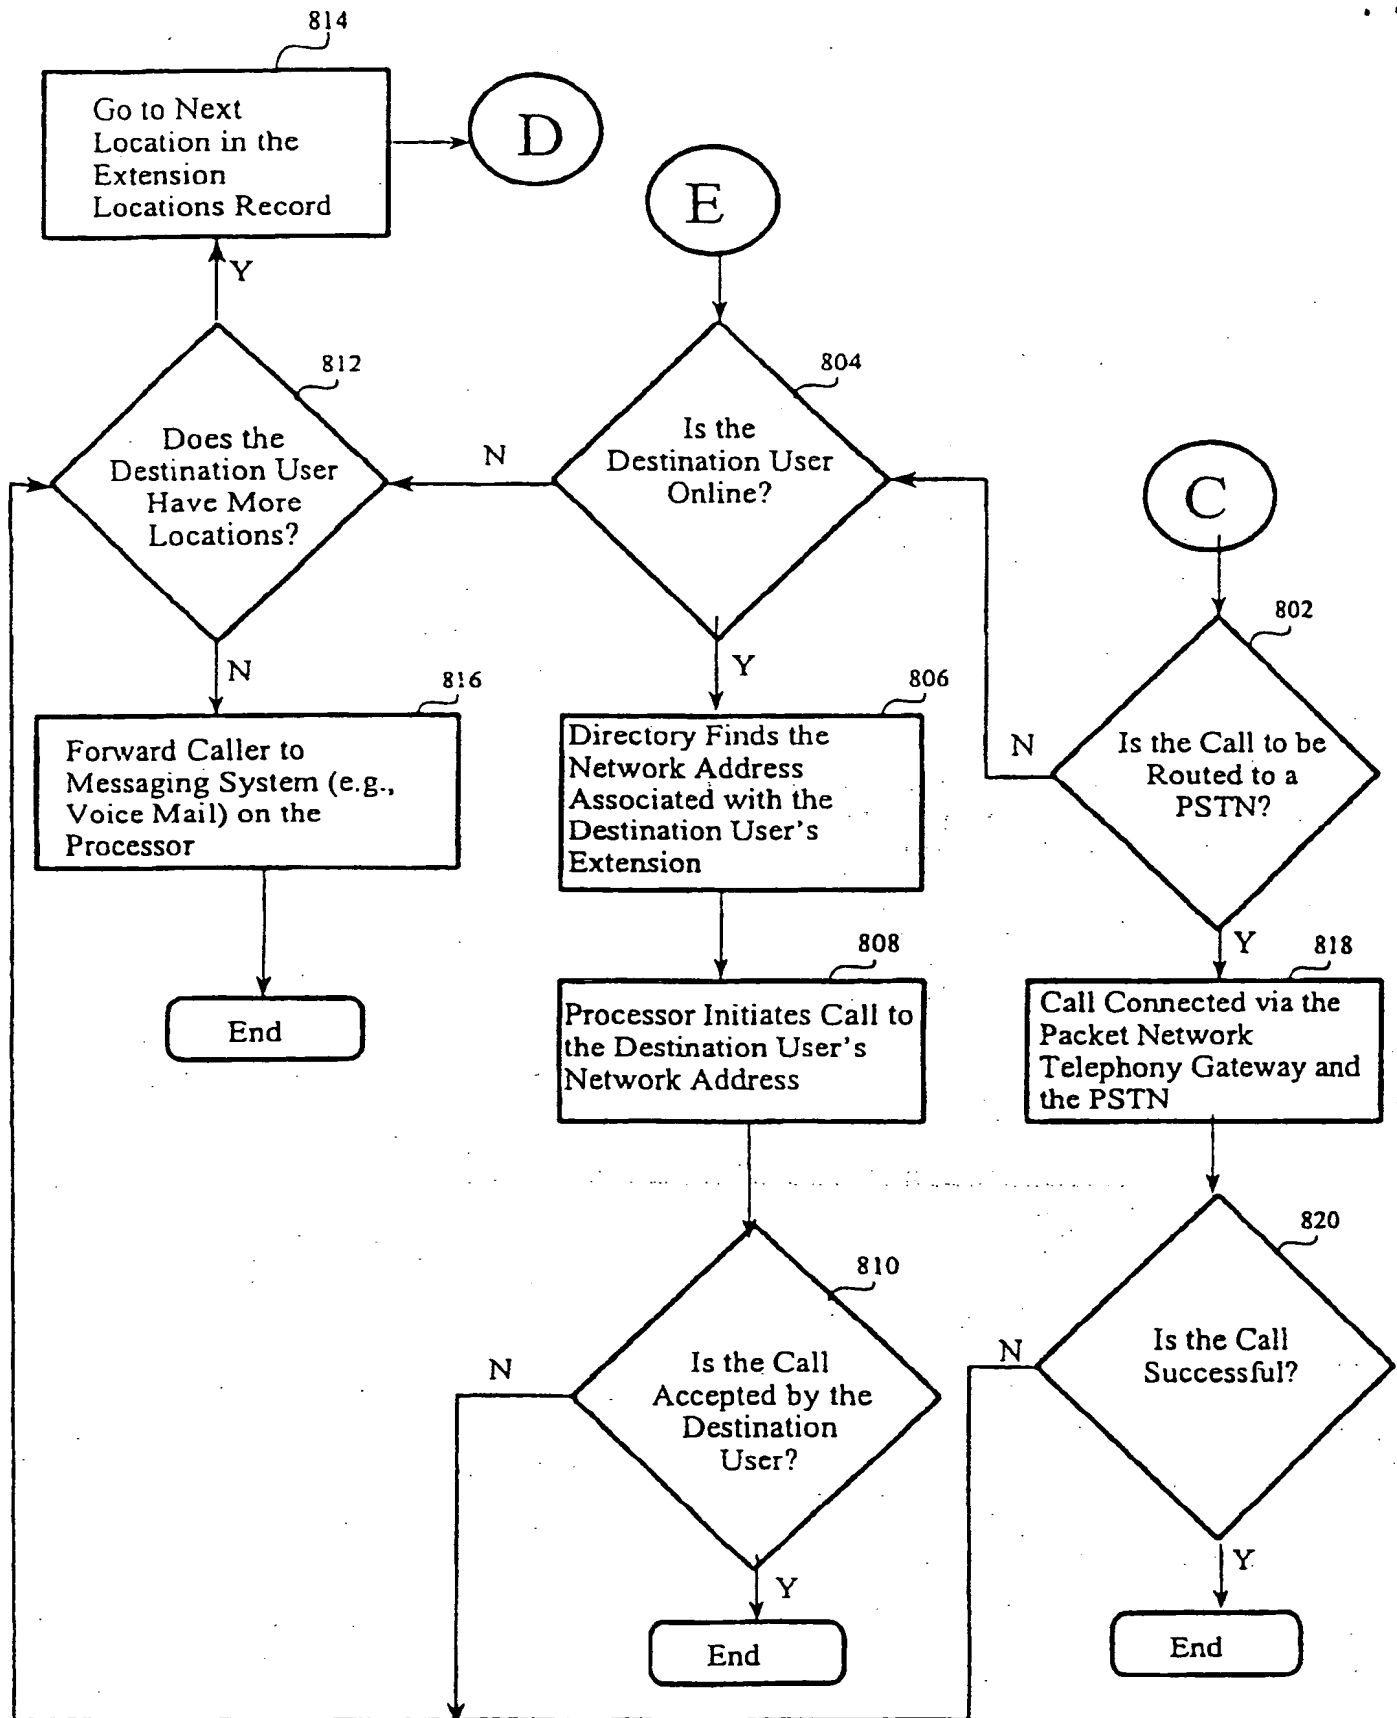 814
Go to Next
Location in the
Extension
Locations Record
D
E
Y
812
Does the
Destination User
Have More
Locations?
N
804
Is the
Destination User
Online?
C
802
Is the Call to be
Routed to a
PSTN?
N
N
816
Forward Caller to
Messaging System (e.g.,
Voice Mail) on the
Processor
End
Y
806
Directory Finds the
Network Address
Associated with the
Destination User's
Extension
808
Processor Initiates Call to
the Destination User's
Network Address
Y
818
Call Connected via the
Packet Network
Telephony Gateway and
the PSTN
810
Is the Call
Accepted by the
Destination
User?
N
Y
End
820
Is the Call
Successful?
N
Y
End